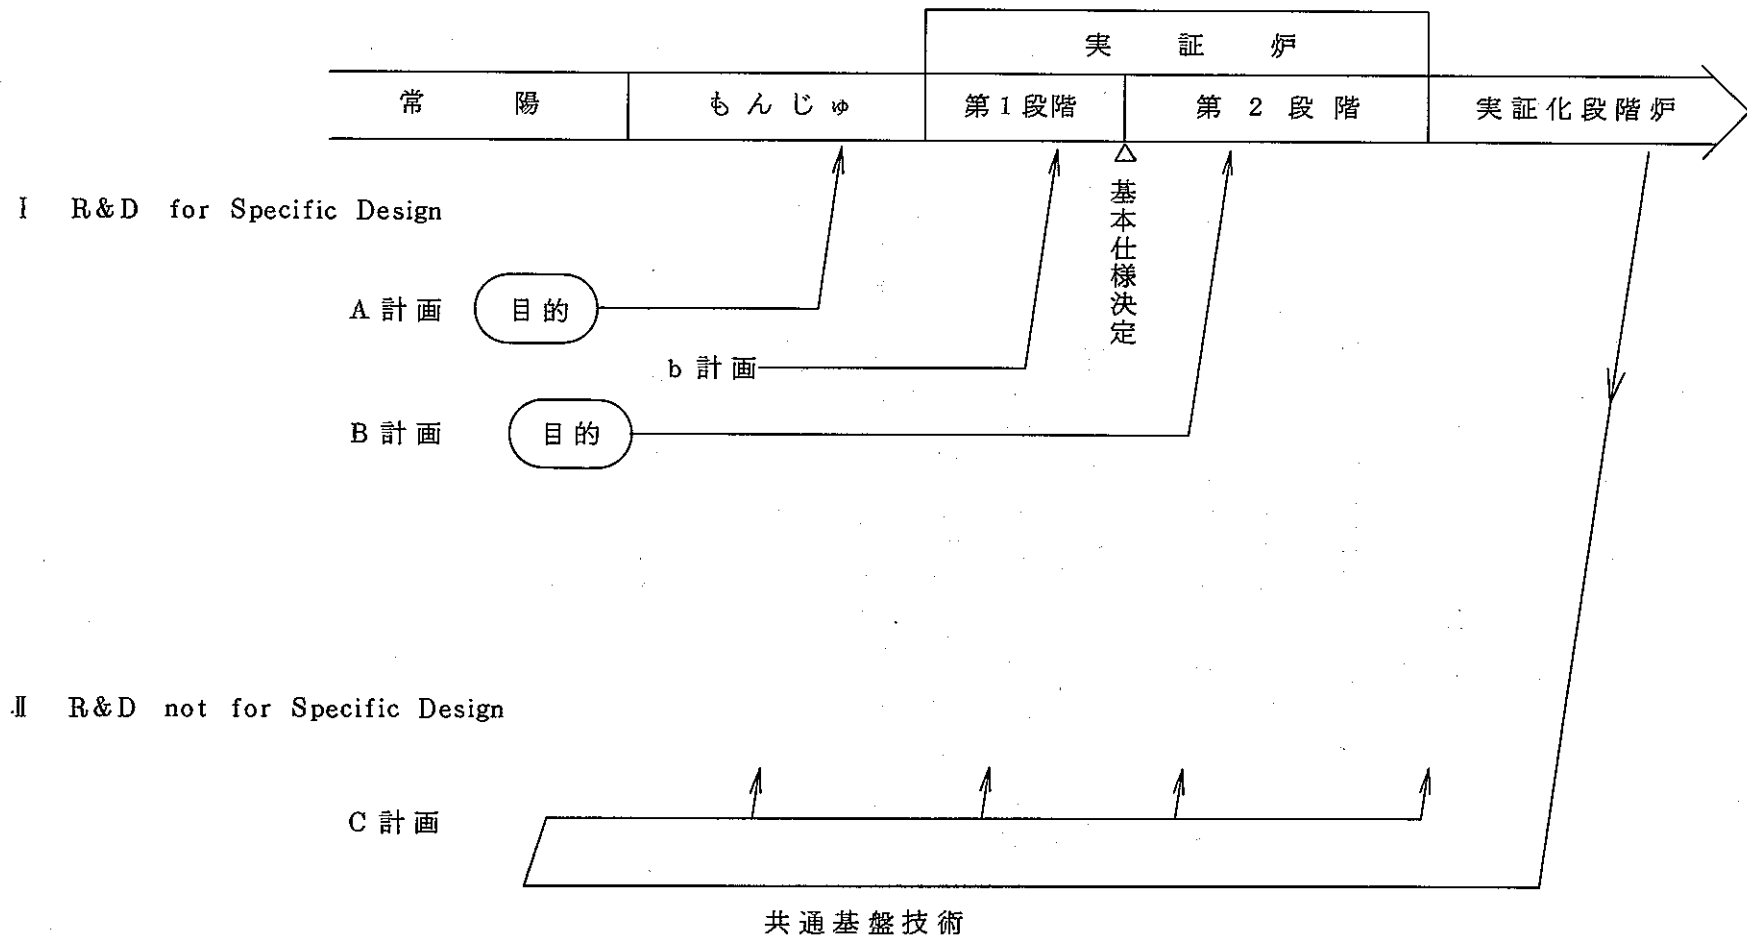 実証炉
常陽 もんじゅ 第1段階 第2段階 実証化段階炉
基本仕様決定
I R&D for Specific Design
A計画 目的
b計画
B計画 目的
II R&D not for Specific Design
C計画
共通基盤技術